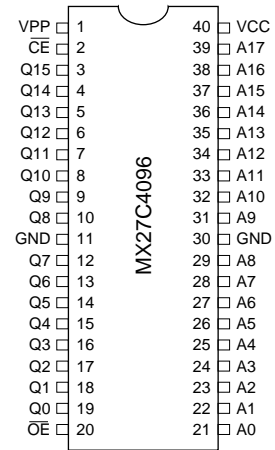 VPP 1 40 VCC
C̅E̅ 2 39 A17
Q15 3 38 A16
Q14 4 37 A15
Q13 5 36 A14
Q12 6 35 A13
Q11 7 34 A12
Q10 8 33 A11
Q9 9 32 A10
Q8 10 31 A9
GND 11 30 GND
Q7 12 29 A8
Q6 13 28 A7
Q5 14 27 A6
Q4 15 26 A5
Q3 16 25 A4
Q2 17 24 A3
Q1 18 23 A2
Q0 19 22 A1
O̅E̅ 20 21 A0
MX27C4096